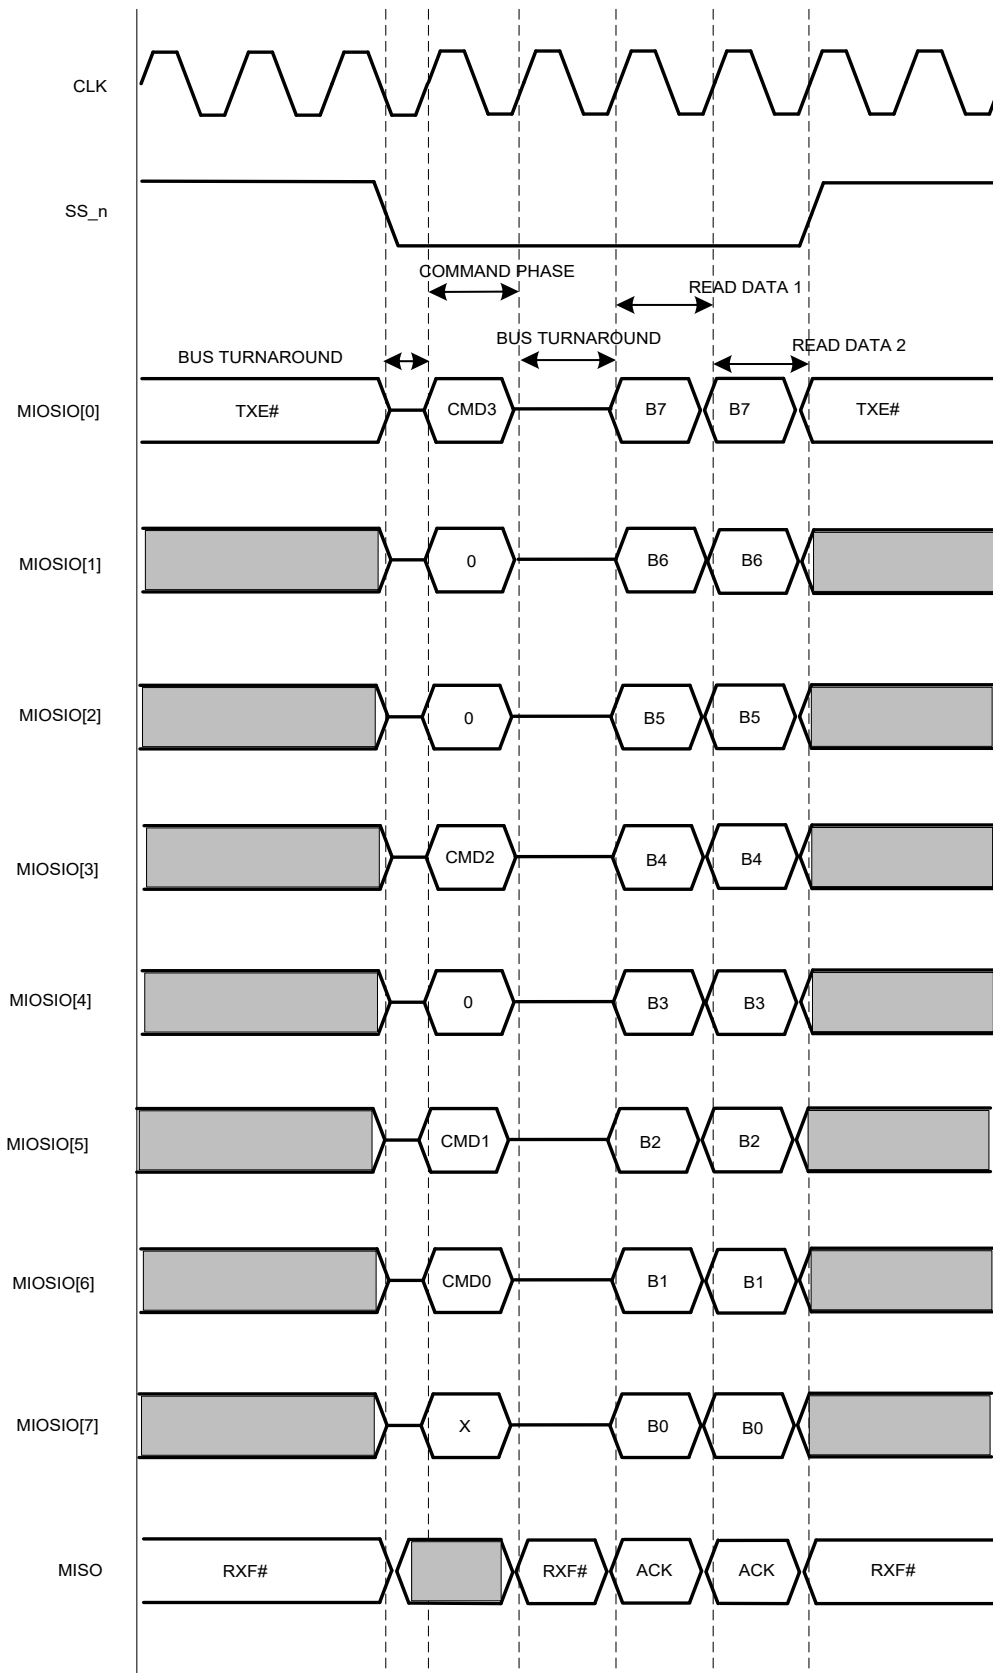 CLK
SS_n
COMMAND PHASE
READ DATA 1
BUS TURNAROUND
READ DATA 2
BUS TURNAROUND
MIOSIO[0] TXE# CMD3 B7 B7 TXE#
MIOSIO[1] 0 B6 B6
MIOSIO[2] 0 B5 B5
MIOSIO[3] CMD2 B4 B4
MIOSIO[4] 0 B3 B3
MIOSIO[5] CMD1 B2 B2
MIOSIO[6] CMD0 B1 B1
MIOSIO[7] X B0 B0
MISO RXF# RXF# ACK ACK RXF#